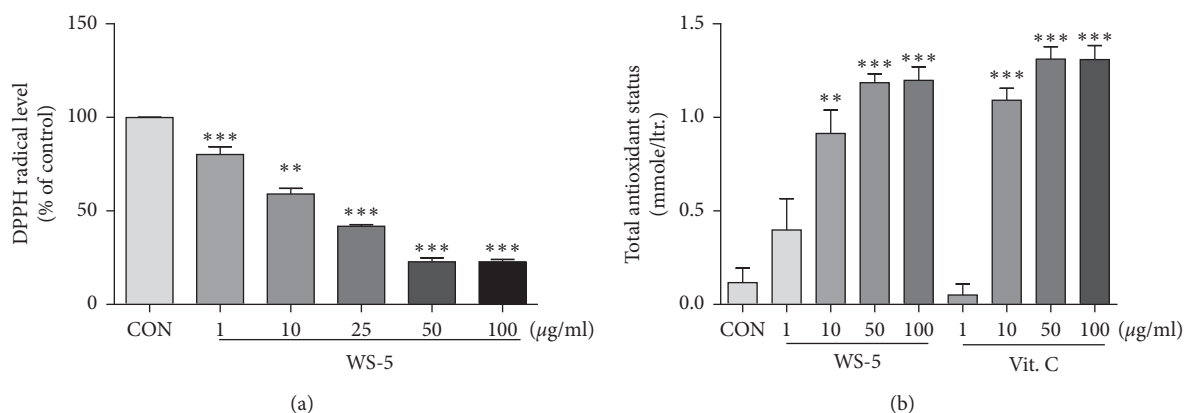 150
100
50
0
DPPH radical level
(% of control)
***
**
***
***
***
CON 1 10 25 50 100 (μg/ml)
WS-5
(a)
1.5
1.0
0.5
0.0
Total antioxidant status
(mmole/ltr.)
**
***
***
***
***
***
CON 1 10 50 100 1 10 50 100 (μg/ml)
WS-5 Vit. C
(b)